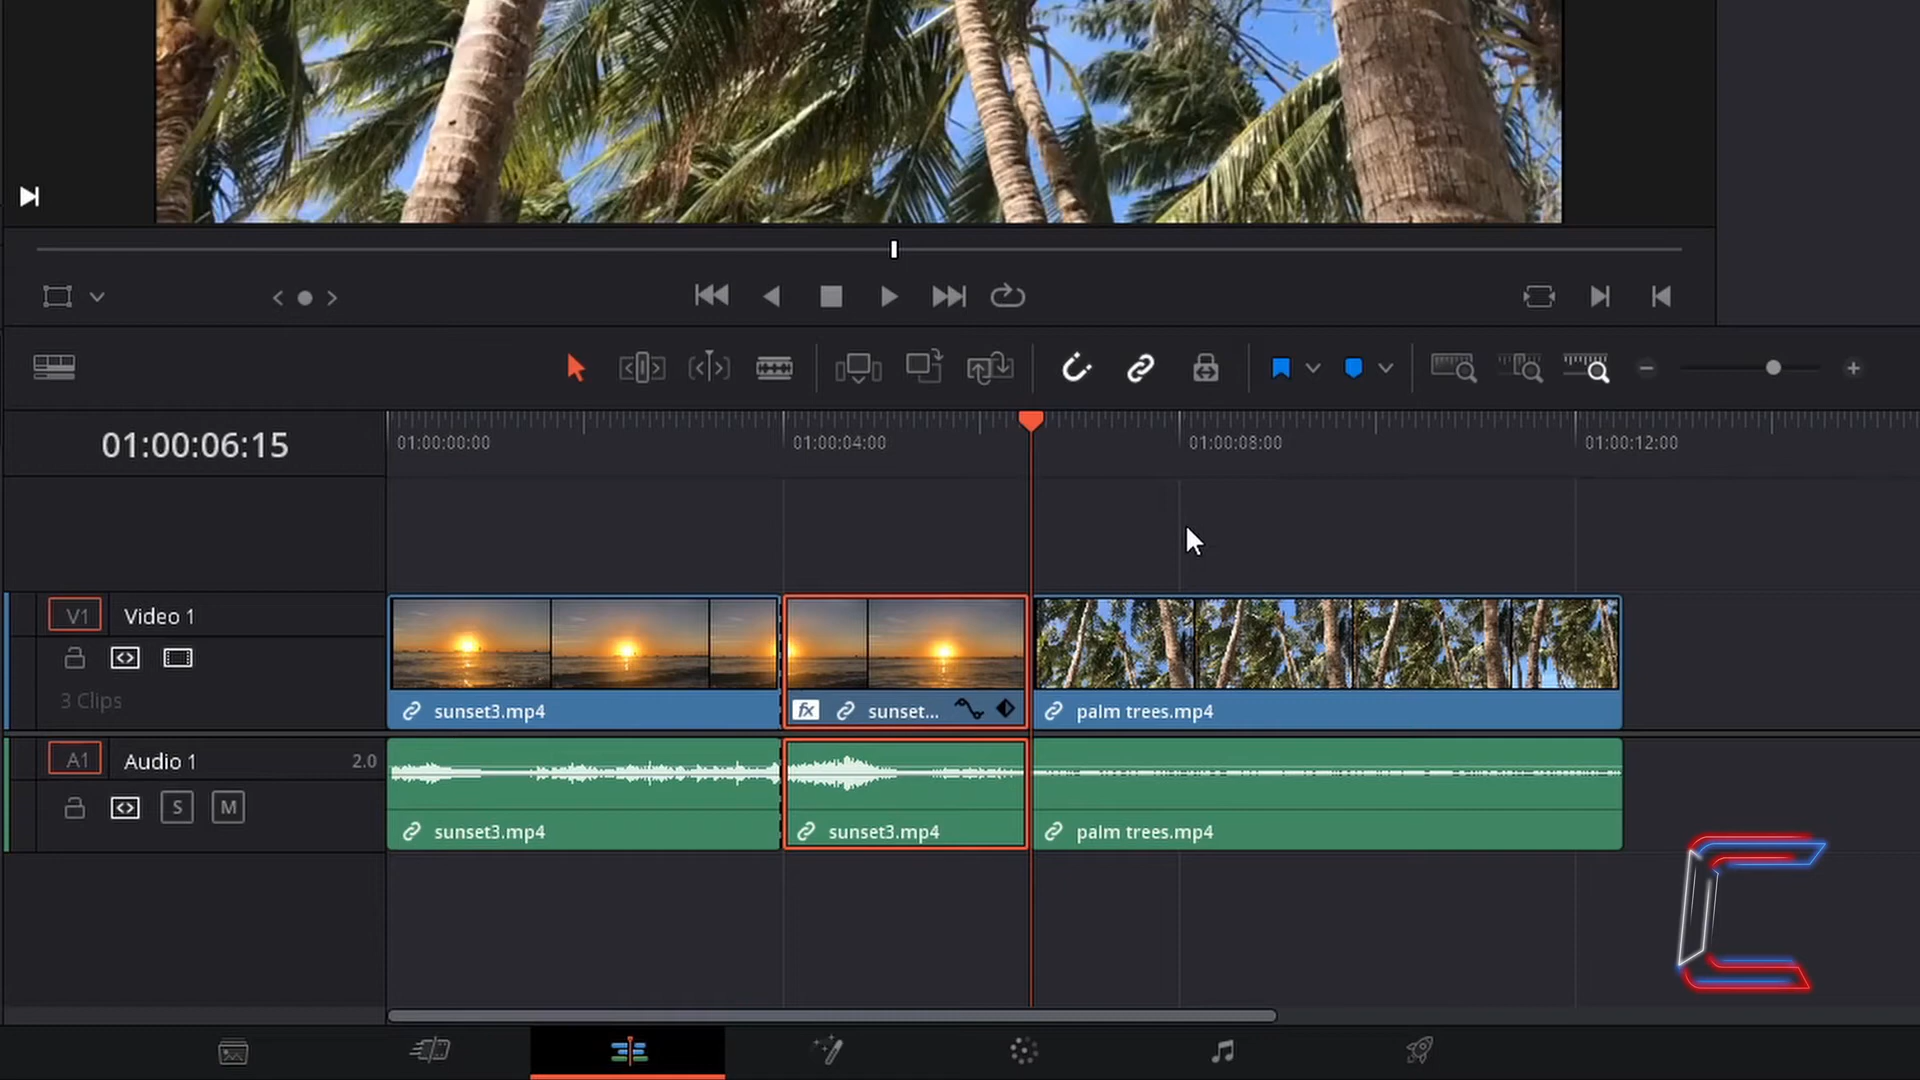 01:00:06:15
01:00:00:00
01:00:04:00
01:00:08:00
01:00:12:00
V1
Video 1
3 Clips
sunset3.mp4
fx
sunset...
palm trees.mp4
A1
Audio 1
2.0
S
M
sunset3.mp4
sunset3.mp4
palm trees.mp4